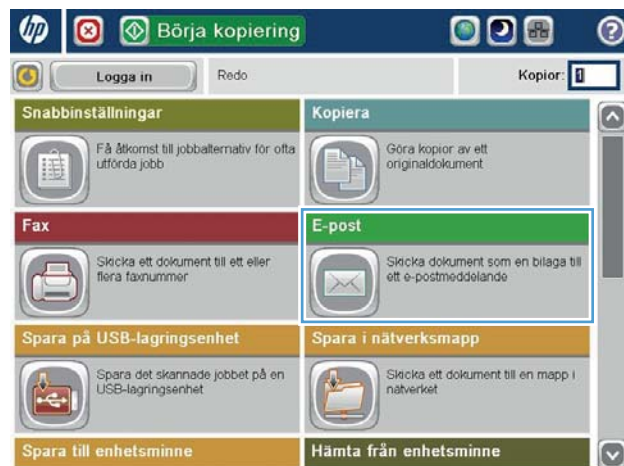 hp Börja kopiering ?
Logga in Redo Kopior: 1
Snabbinställningar
Få åtkomst till jobbalternativ för ofta
utförda jobb
Kopiera
Göra kopior av ett
originaldokument
Fax
Skicka ett dokument till ett eller
flera faxnummer
E-post
Skicka dokument som en bilaga till
ett e-postmeddelande
Spara på USB-lagringsenhet
Spara det skannade jobbet på en
USB-lagringsenhet
Spara i nätverksmapp
Skicka ett dokument till en mapp i
nätverket
Spara till enhetsminne
Hämta från enhetsminne